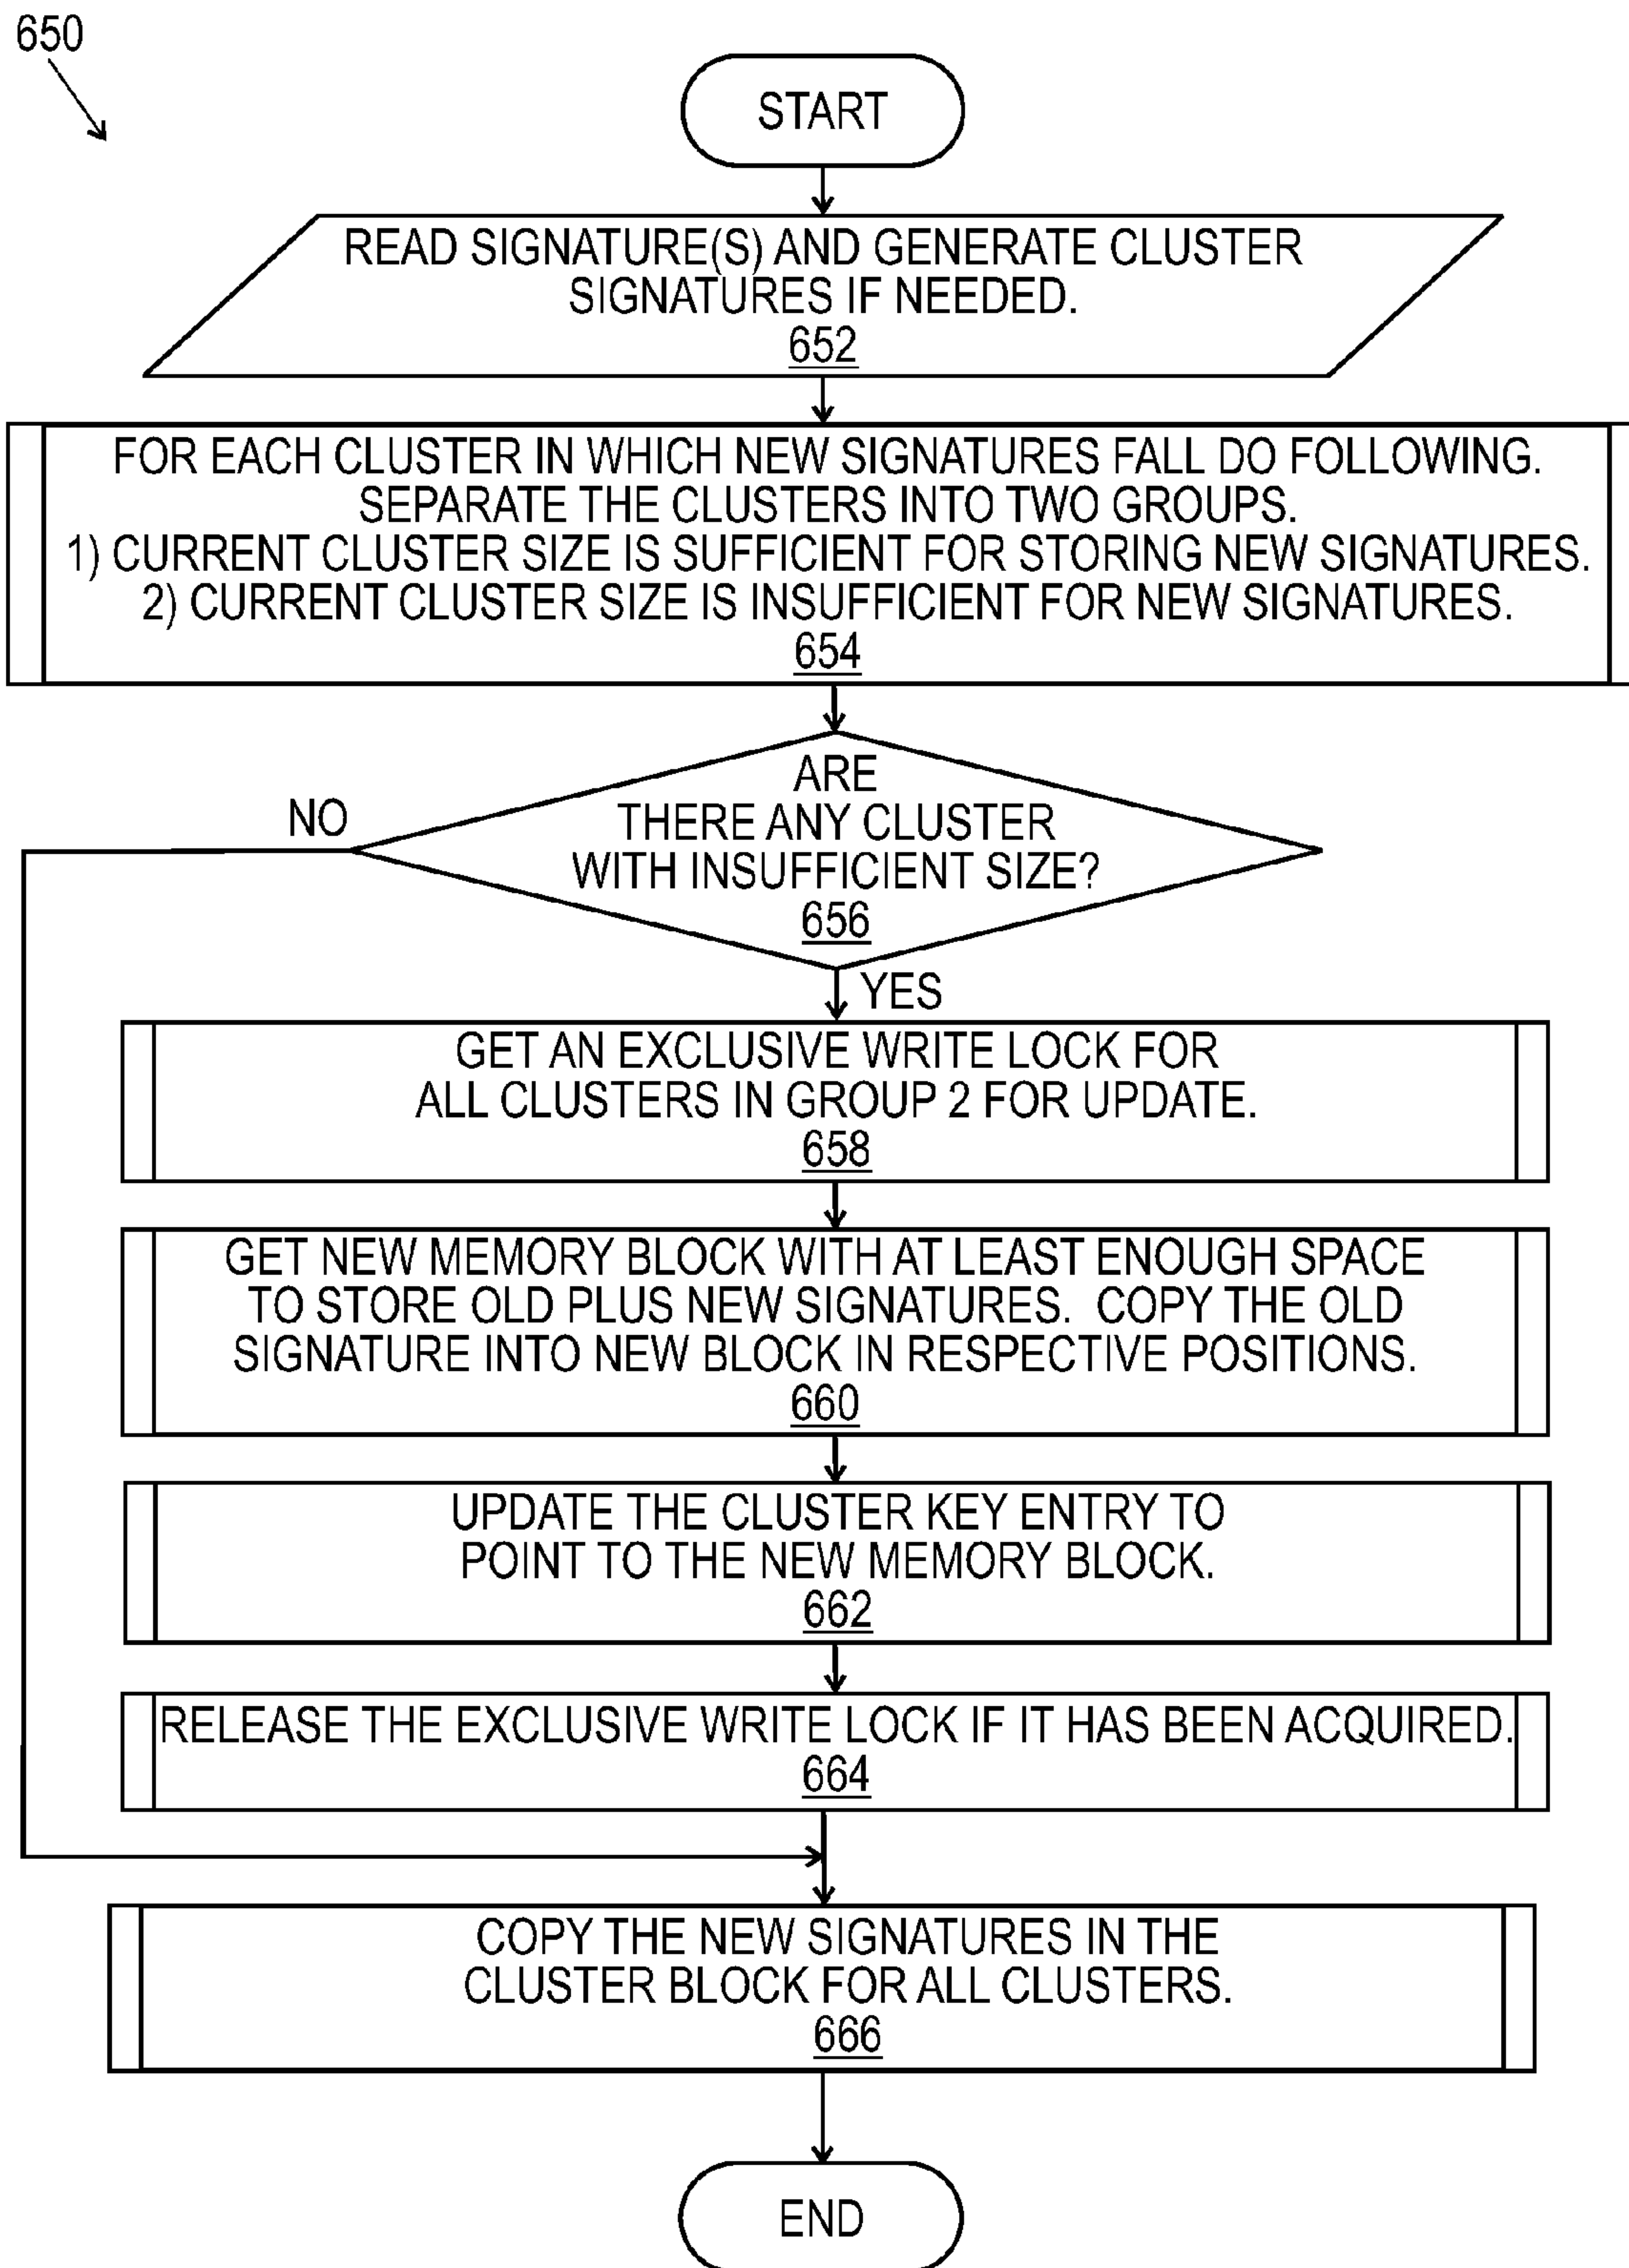 650
START
READ SIGNATURE(S) AND GENERATE CLUSTER
SIGNATURES IF NEEDED.
652
FOR EACH CLUSTER IN WHICH NEW SIGNATURES FALL DO FOLLOWING.
SEPARATE THE CLUSTERS INTO TWO GROUPS.
1) CURRENT CLUSTER SIZE IS SUFFICIENT FOR STORING NEW SIGNATURES.
2) CURRENT CLUSTER SIZE IS INSUFFICIENT FOR NEW SIGNATURES.
654
ARE
THERE ANY CLUSTER
WITH INSUFFICIENT SIZE?
656
NO
YES
GET AN EXCLUSIVE WRITE LOCK FOR
ALL CLUSTERS IN GROUP 2 FOR UPDATE.
658
GET NEW MEMORY BLOCK WITH AT LEAST ENOUGH SPACE
TO STORE OLD PLUS NEW SIGNATURES. COPY THE OLD
SIGNATURE INTO NEW BLOCK IN RESPECTIVE POSITIONS.
660
UPDATE THE CLUSTER KEY ENTRY TO
POINT TO THE NEW MEMORY BLOCK.
662
RELEASE THE EXCLUSIVE WRITE LOCK IF IT HAS BEEN ACQUIRED.
664
COPY THE NEW SIGNATURES IN THE
CLUSTER BLOCK FOR ALL CLUSTERS.
666
END